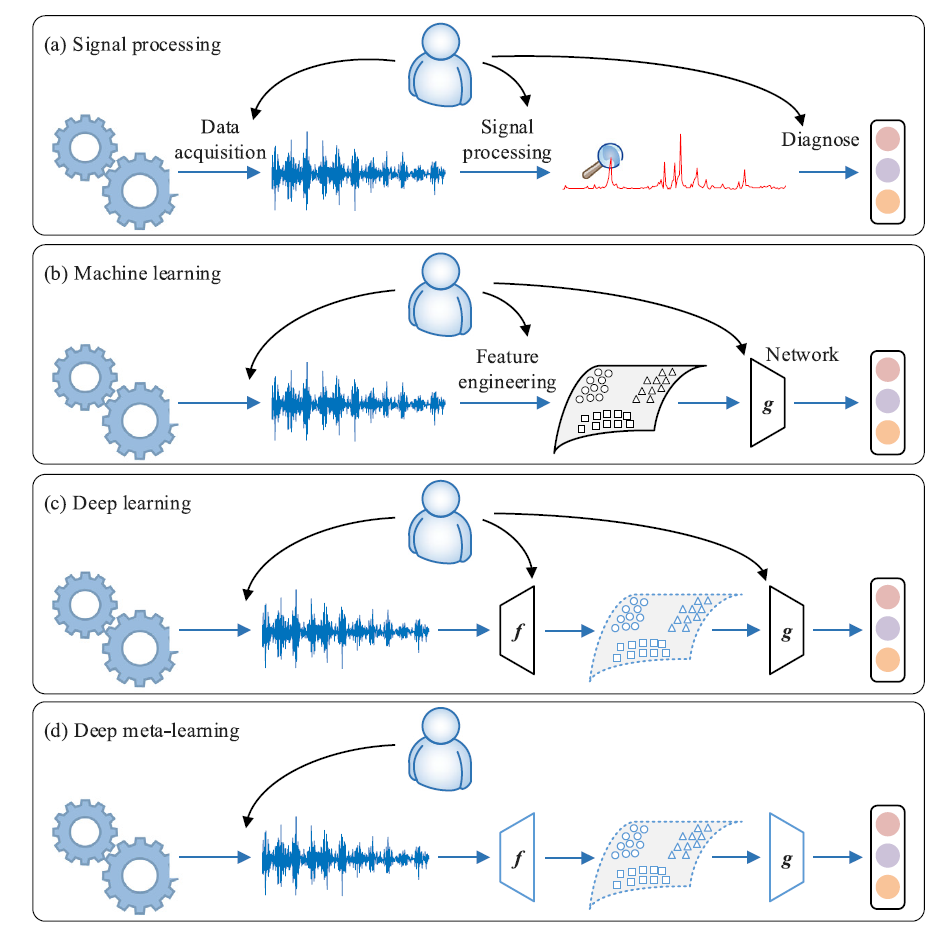 (a) Signal processing
Data
acquisition
Signal
processing
Diagnose
(b) Machine learning
Feature
engineering
Network
g
(c) Deep learning
f
g
(d) Deep meta-learning
f
g